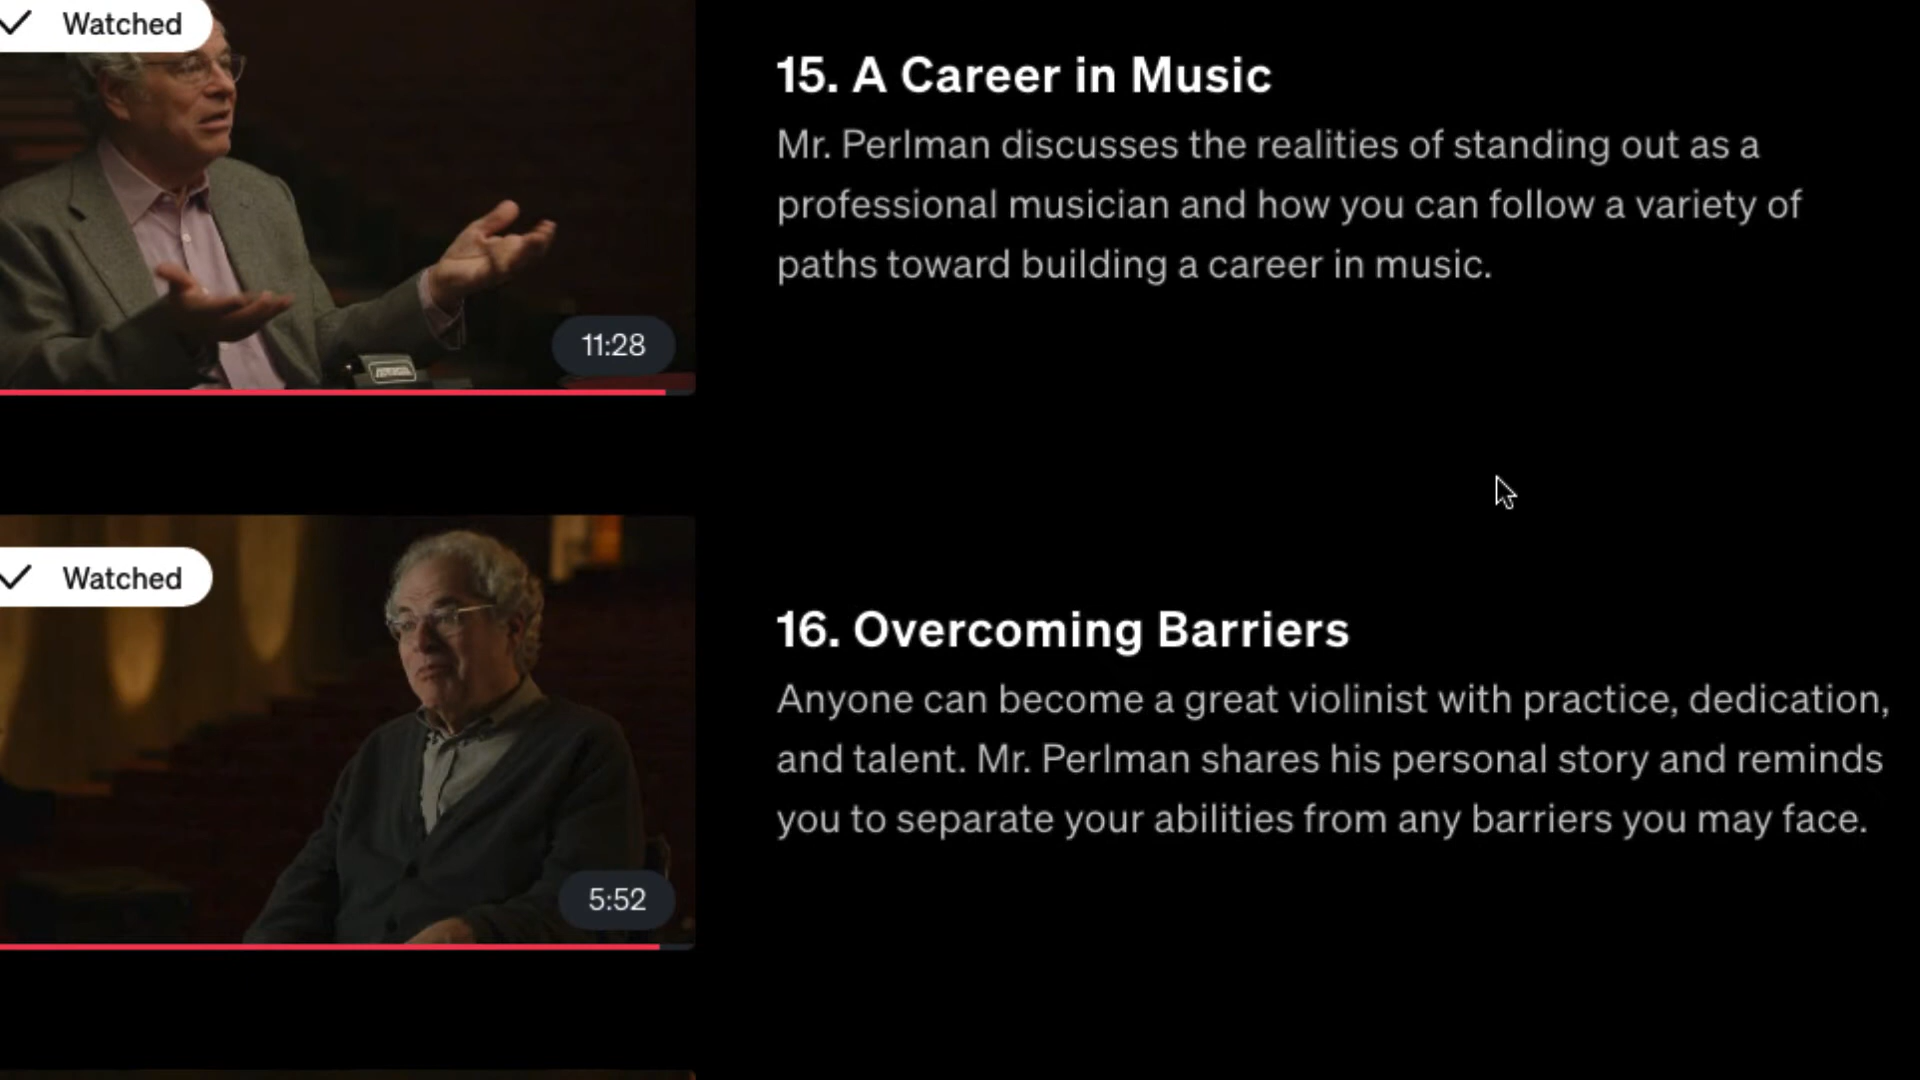 Watched
15. A Career in Music
Mr. Perlman discusses the realities of standing out as a
professional musician and how you can follow a variety of
paths toward building a career in music.
11:28
Watched
16. Overcoming Barriers
Anyone can become a great violinist with practice, dedication,
and talent. Mr. Perlman shares his personal story and reminds
you to separate your abilities from any barriers you may face.
5:52